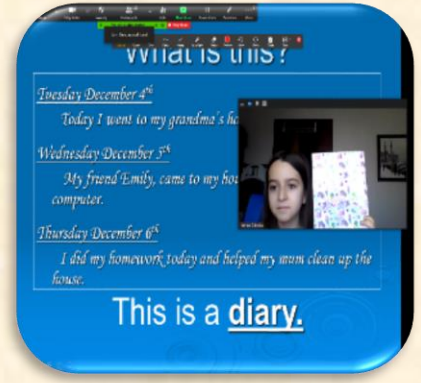 What is this?
Tuesday December 4th
Today I went to my grandma's
Wednesday December 5th
My friend Emily, came to my
computer.
Thursday December 6th
I did my homework today and helped my mum clean up the
house.
This is a diary.